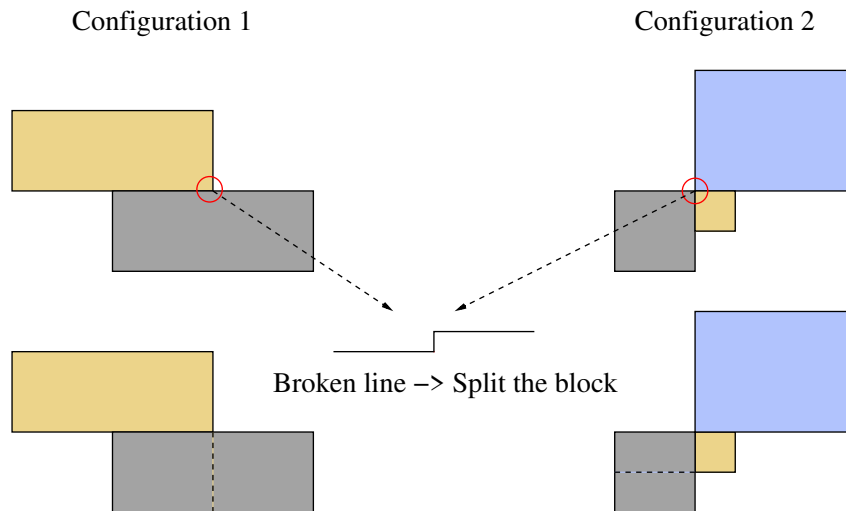 Configuration 1
Configuration 2
Broken line −> Split the block